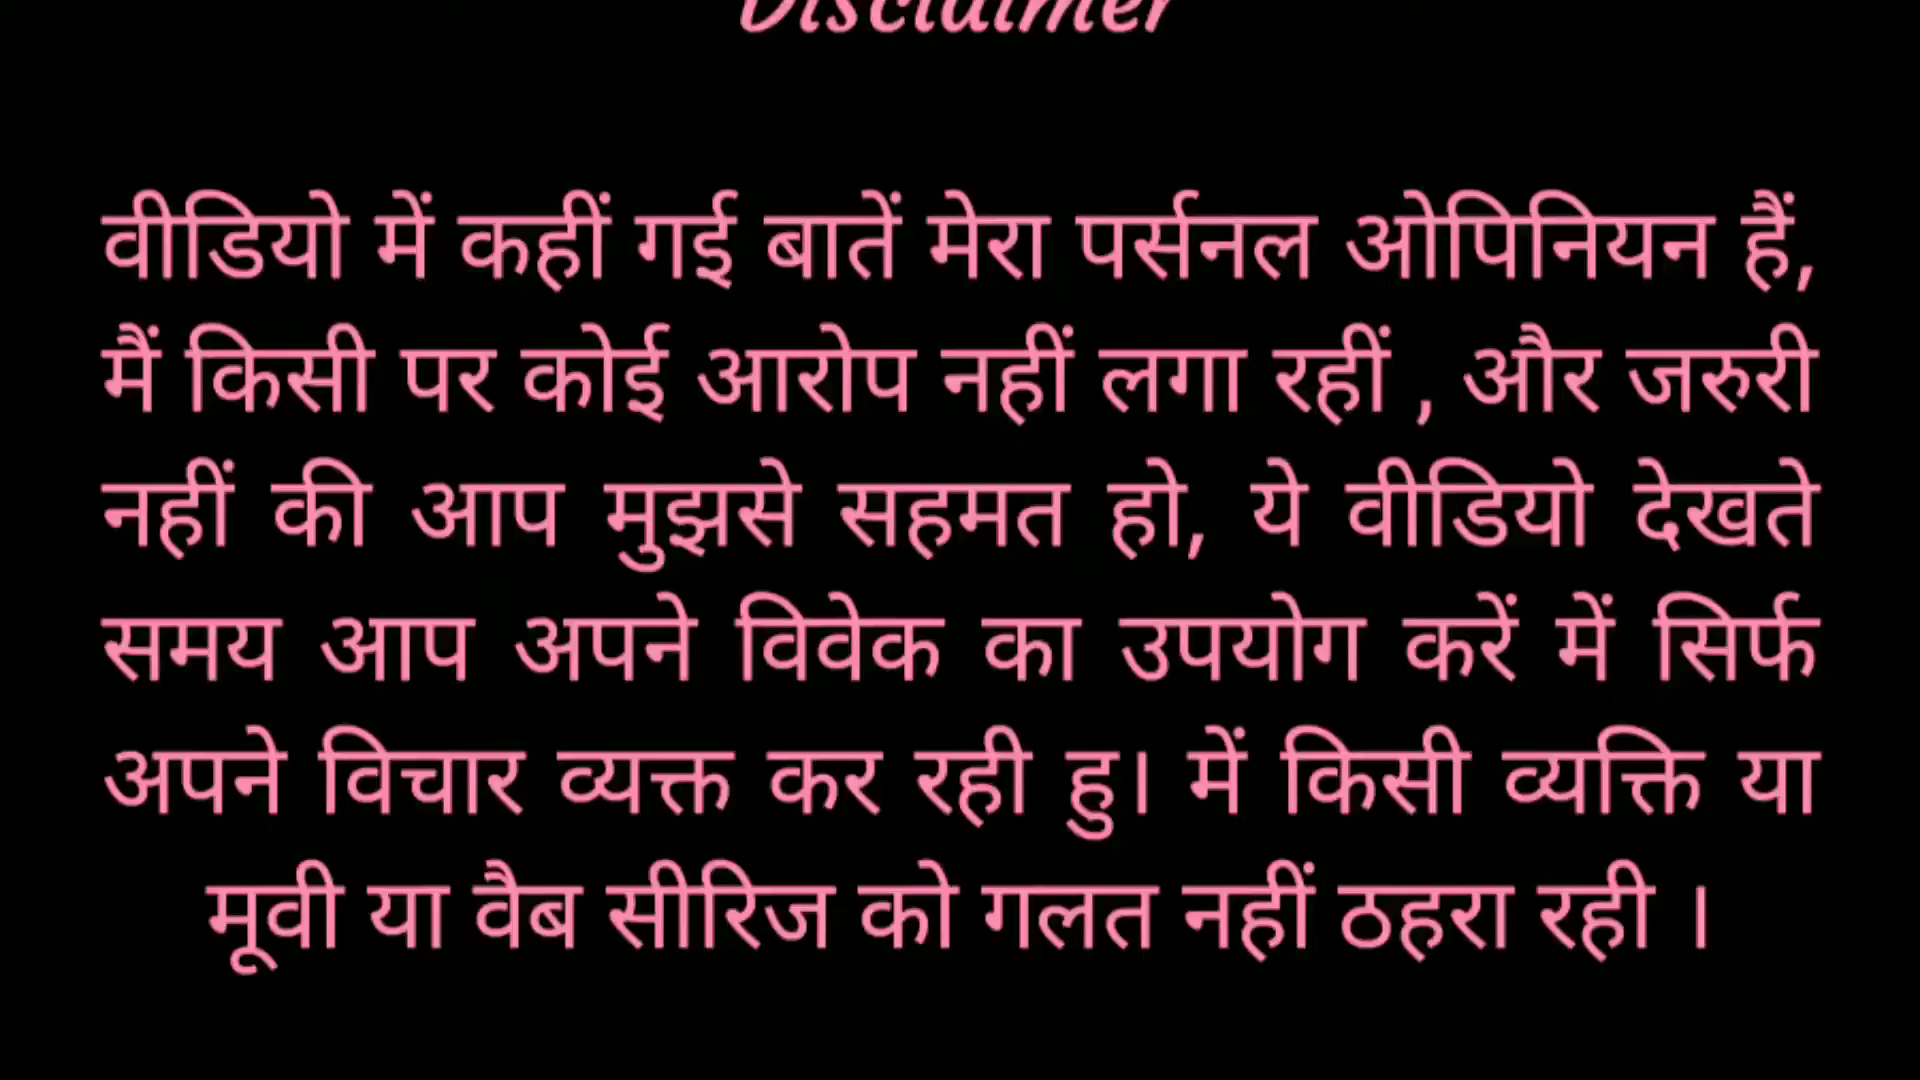 Disclaimer
वीडियो में कहीं गई बातें मेरा पर्सनल ओपिनियन हैं,
मैं किसी पर कोई आरोप नहीं लगा रहीं , और जरुरी
नहीं की आप मुझसे सहमत हो, ये वीडियो देखते
समय आप अपने विवेक का उपयोग करें में सिर्फ
अपने विचार व्यक्त कर रही हु। में किसी व्यक्ति या
मूवी या वैब सीरिज को गलत नहीं ठहरा रही ।